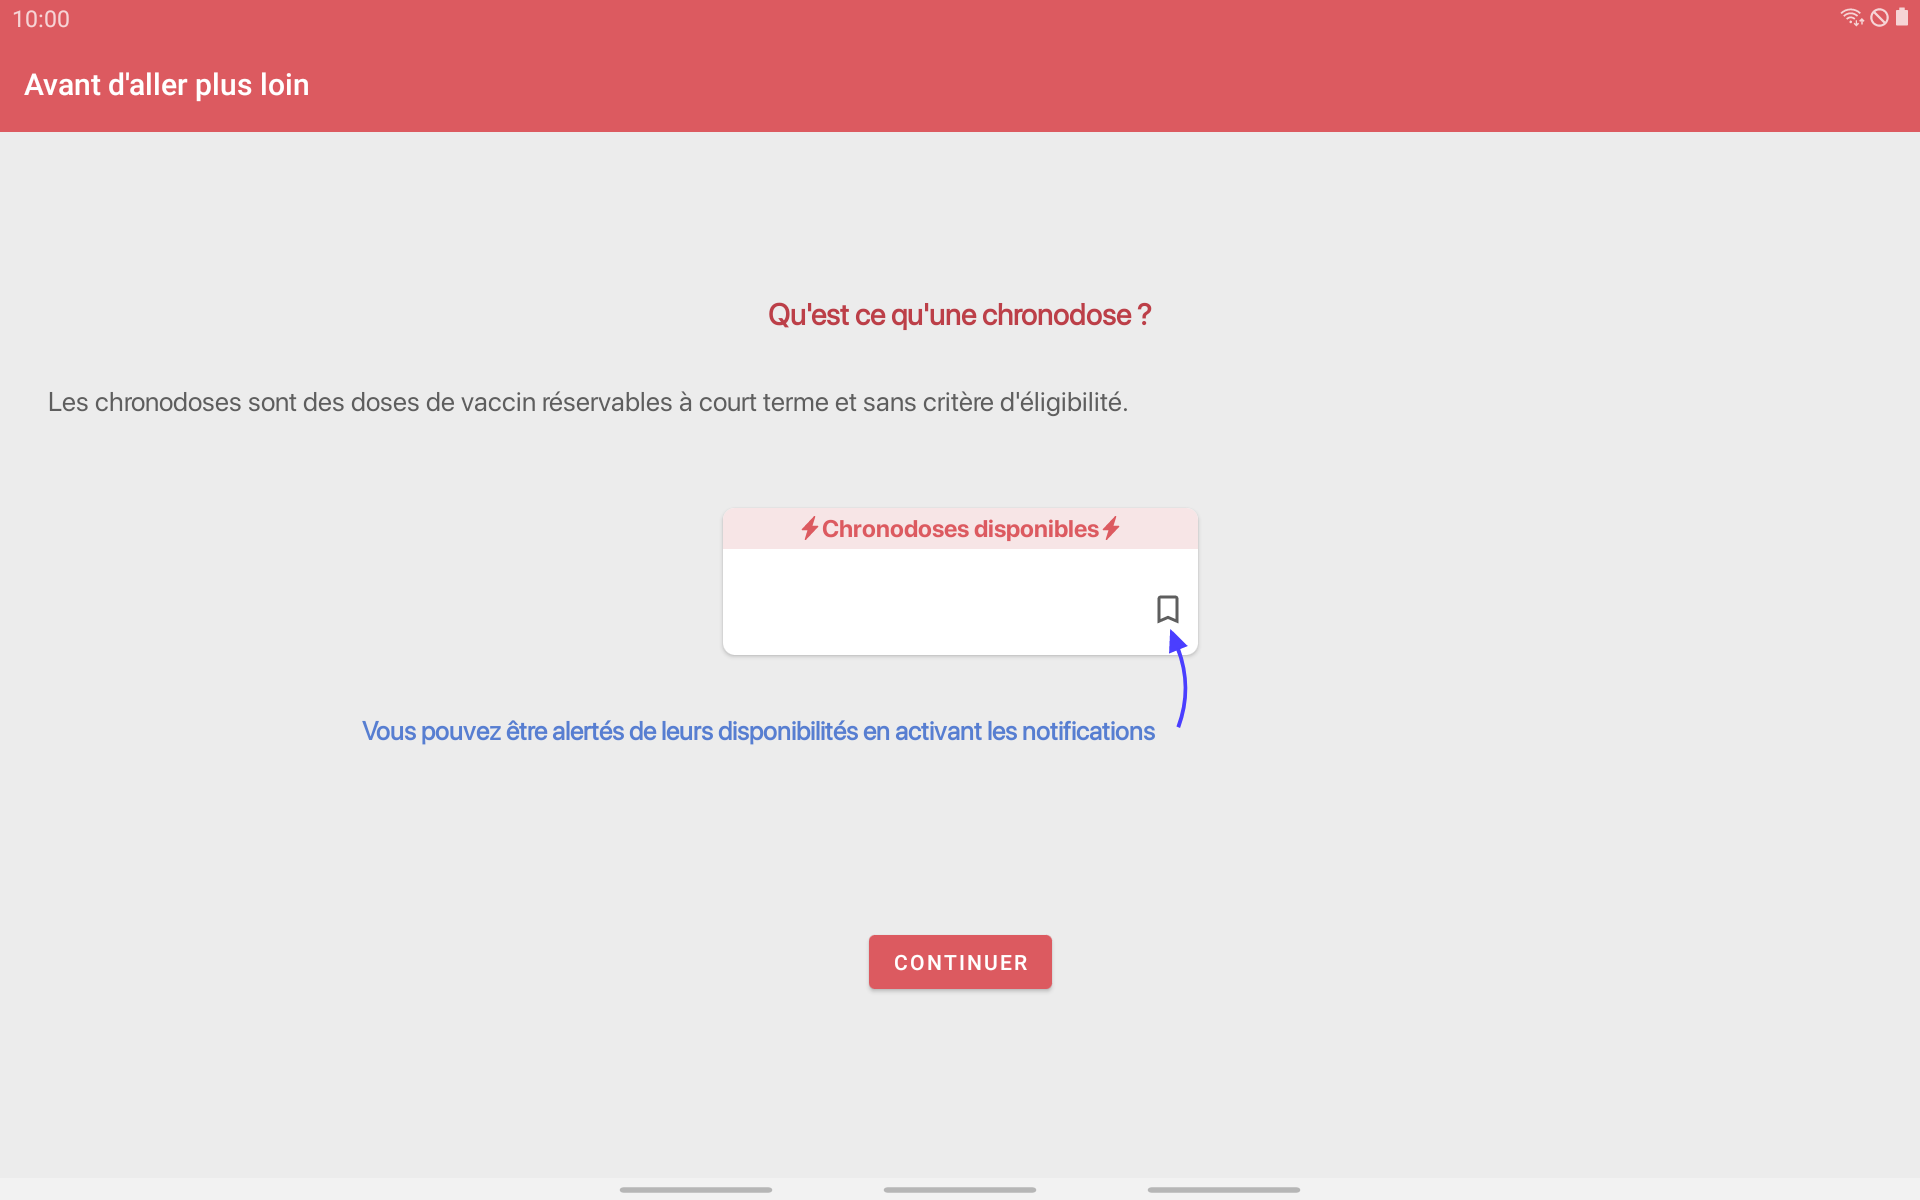 10:00
Avant d'aller plus loin
Qu'est ce qu'une chronodose ?
Les chronodoses sont des doses de vaccin réservables à court terme et sans critère d'éligibilité.
Chronodoses disponibles
Vous pouvez être alertés de leurs disponibilités en activant les notifications
CONTINUER